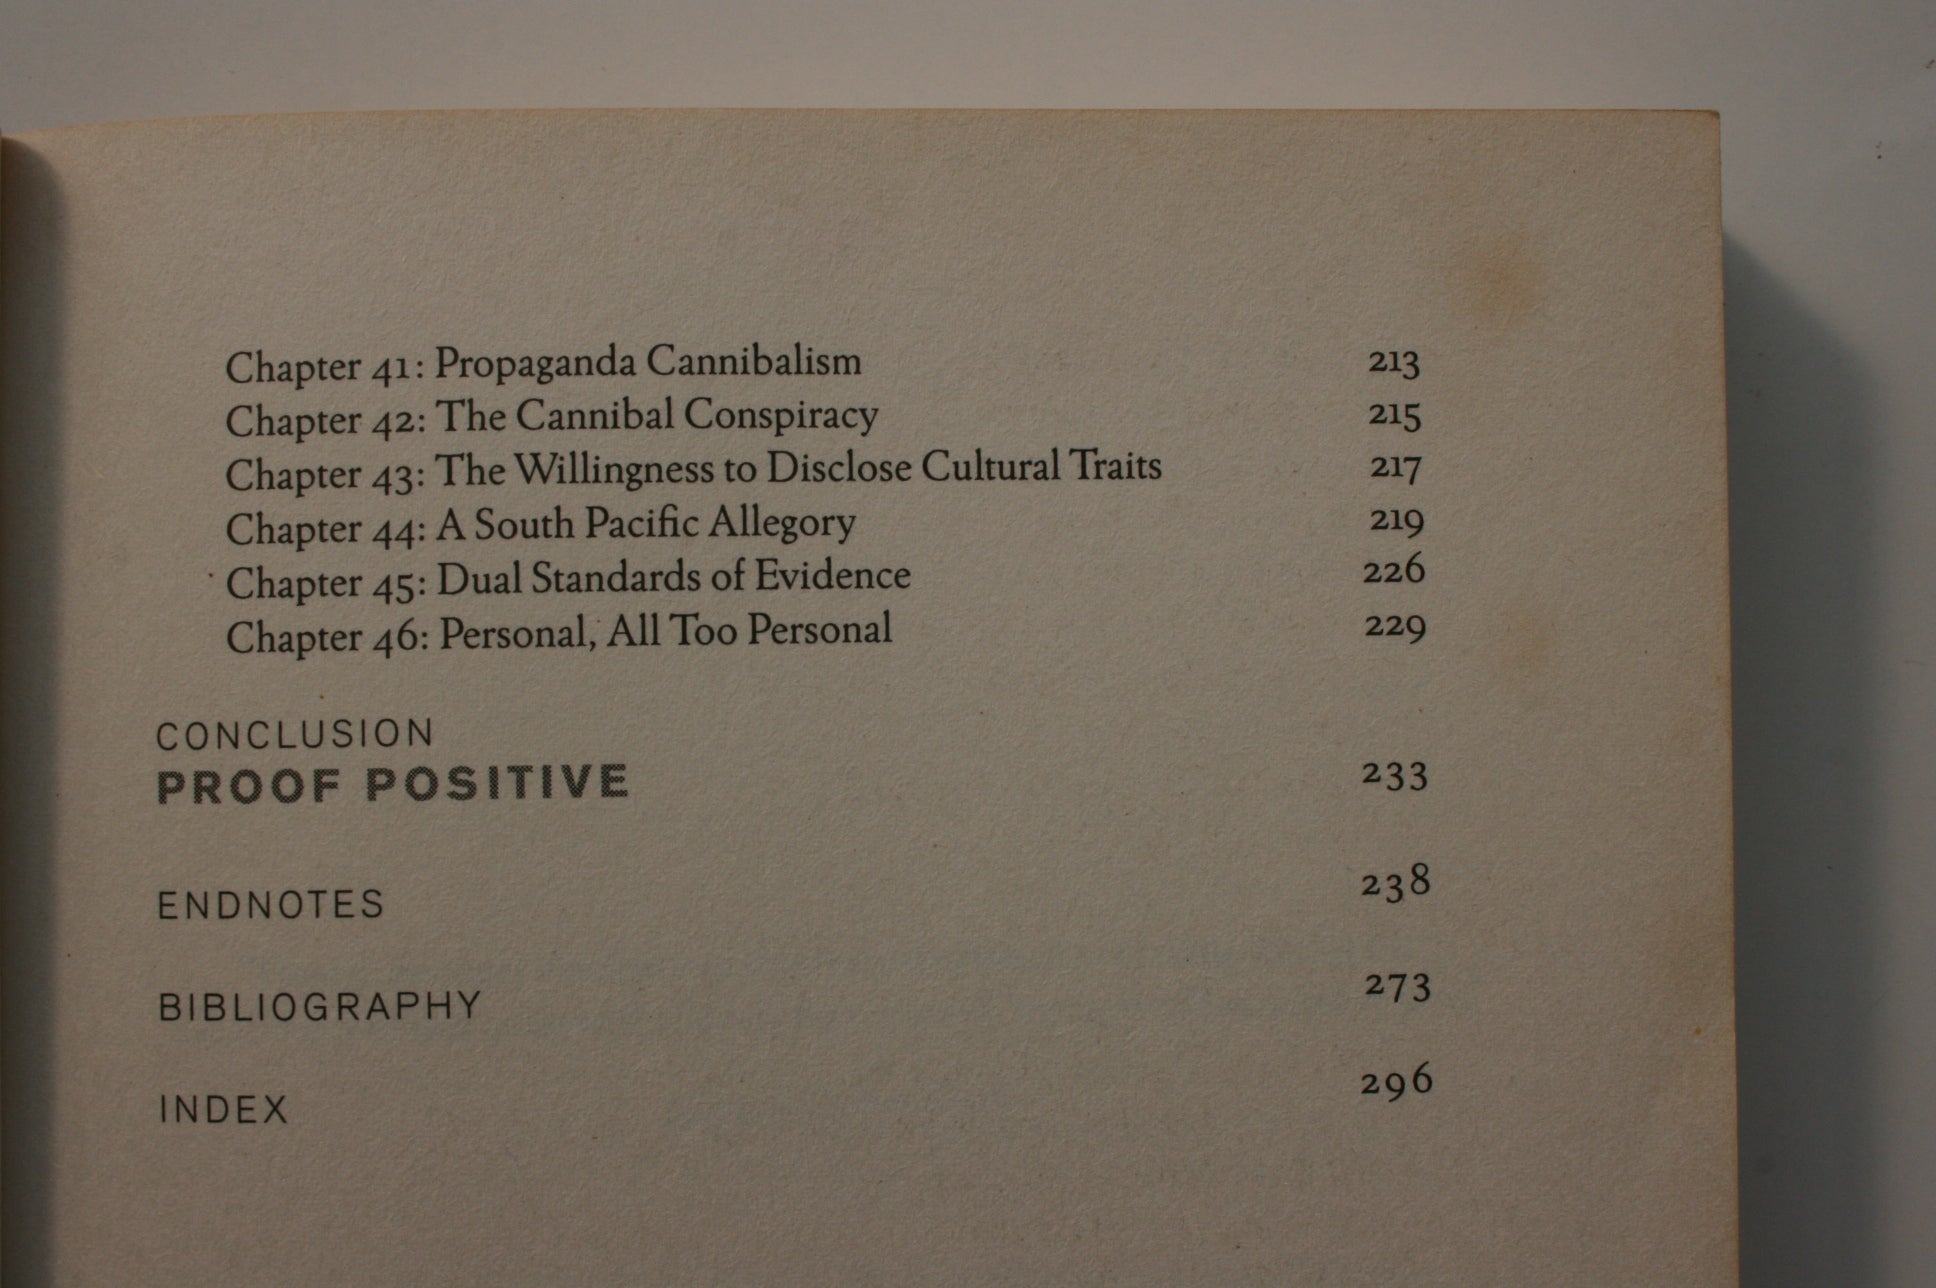 Chapter 41: Propaganda Cannibalism 213
Chapter 42: The Cannibal Conspiracy 215
Chapter 43: The Willingness to Disclose Cultural Traits 217
Chapter 44: A South Pacific Allegory 219
Chapter 45: Dual Standards of Evidence 226
Chapter 46: Personal, All Too Personal 229
CONCLUSION
PROOF POSITIVE 233
ENDNOTES 238
BIBLIOGRAPHY 273
INDEX 296